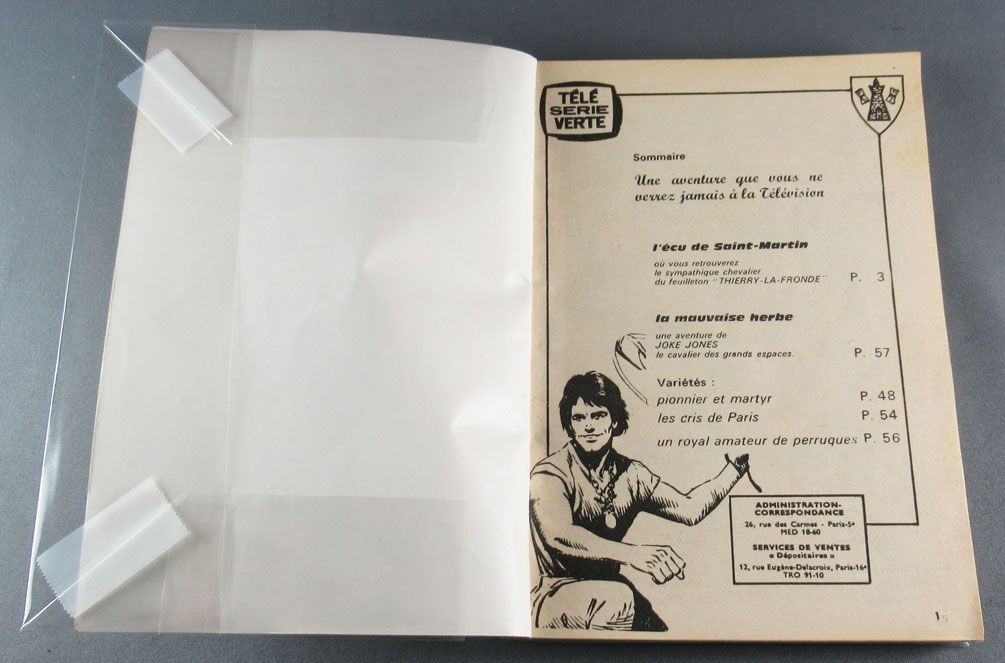 TÉLÉ
SERIE
VERTE
Sommaire
Une aventure que vous ne
verrez jamais à la Télévision
l'écu de Saint-Martin
où vous retrouverez
le sympathique chevalier
du feuilleton "THIERRY-LA-FRONDE" P. 3
la mauvaise herbe
une aventure de
JOKE JONES
le cavalier des grands espaces. P. 57
Variétés :
pionnier et martyr P. 48
les cris de Paris P. 54
un royal amateur de perruques P. 56
ADMINISTRATION-
CORRESPONDANCE
26, rue des Carmes - Paris-5e
MED 18-60
SERVICES DE VENTES
« Dépositaires »
12, rue Eugène-Delacroix, Paris-16e
TRO 91-10
1